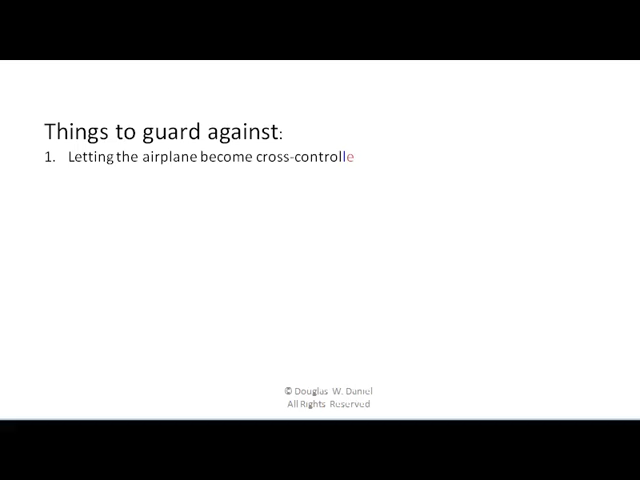 Things to guard against:
1. Letting the airplane become cross-controlle
© Douglas W. Daniel
All Rights Reserved